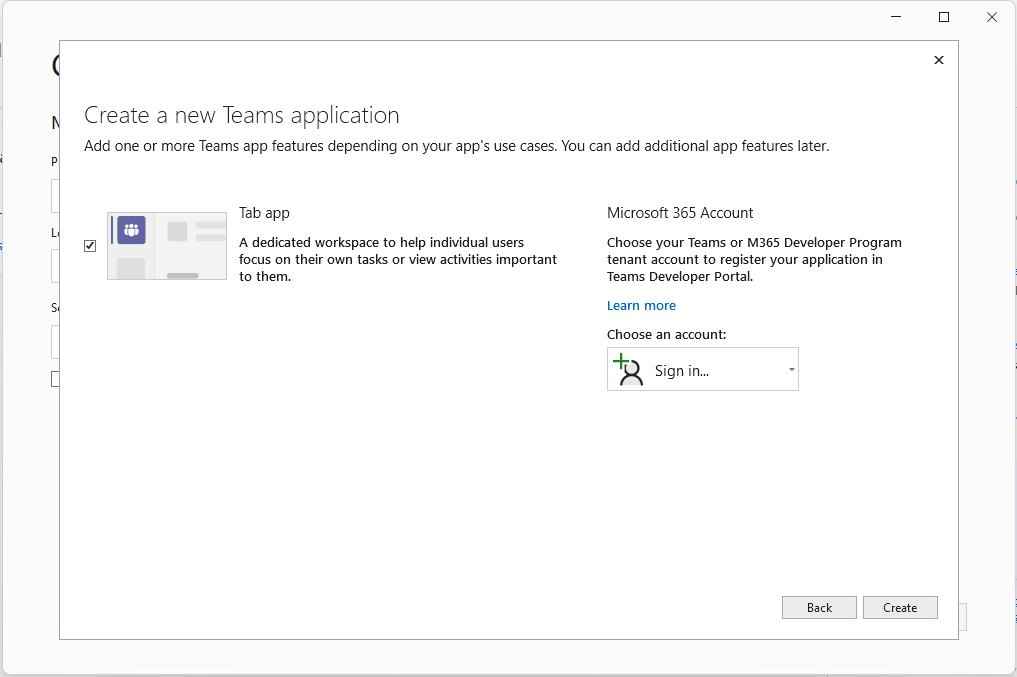 Create a new Teams application
Add one or more Teams app features depending on your app's use cases. You can add additional app features later.
Tab app
A dedicated workspace to help individual users
focus on their own tasks or view activities important
to them.
Microsoft 365 Account
Choose your Teams or M365 Developer Program
tenant account to register your application in
Teams Developer Portal.
Learn more
Choose an account:
Sign in...
Back
Create